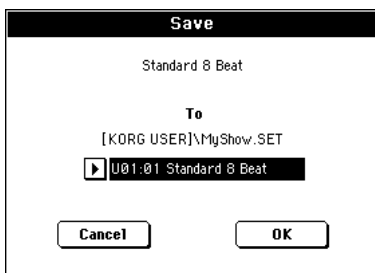 Save
Standard 8 Beat
To
[KORG USER]\MyShow.SET
U01:01 Standard 8 Beat
Cancel OK